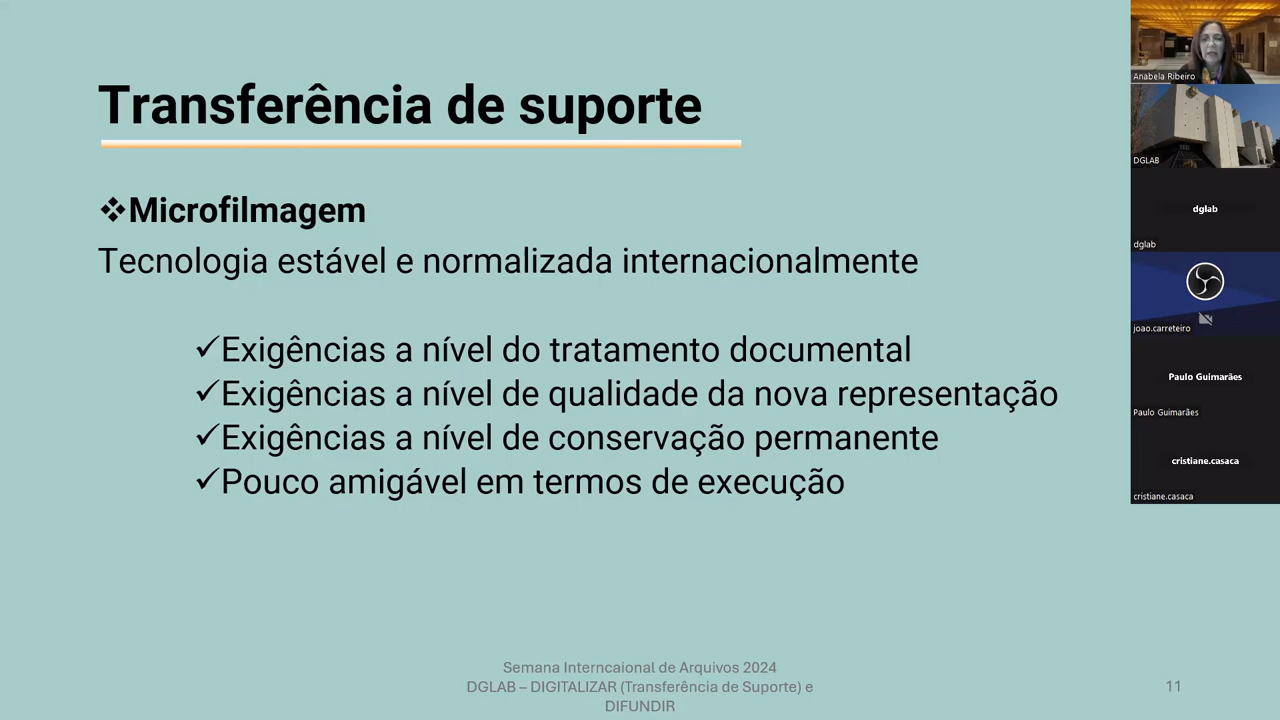 Transferência de suporte
❖Microfilmagem
Tecnologia estável e normalizada internacionalmente
✓Exigências a nível do tratamento documental
✓Exigências a nível de qualidade da nova representação
✓Exigências a nível de conservação permanente
✓Pouco amigável em termos de execução
Semana Interncaional de Arquivos 2024
DGLAB – DIGITALIZAR (Transferência de Suporte) e
DIFUNDIR
11
Anabela Ribeiro
DGLAB
dglab
dglab
joao.carreteiro
Paulo Guimarães
Paulo Guimarães
cristiane.casaca
cristiane.casaca